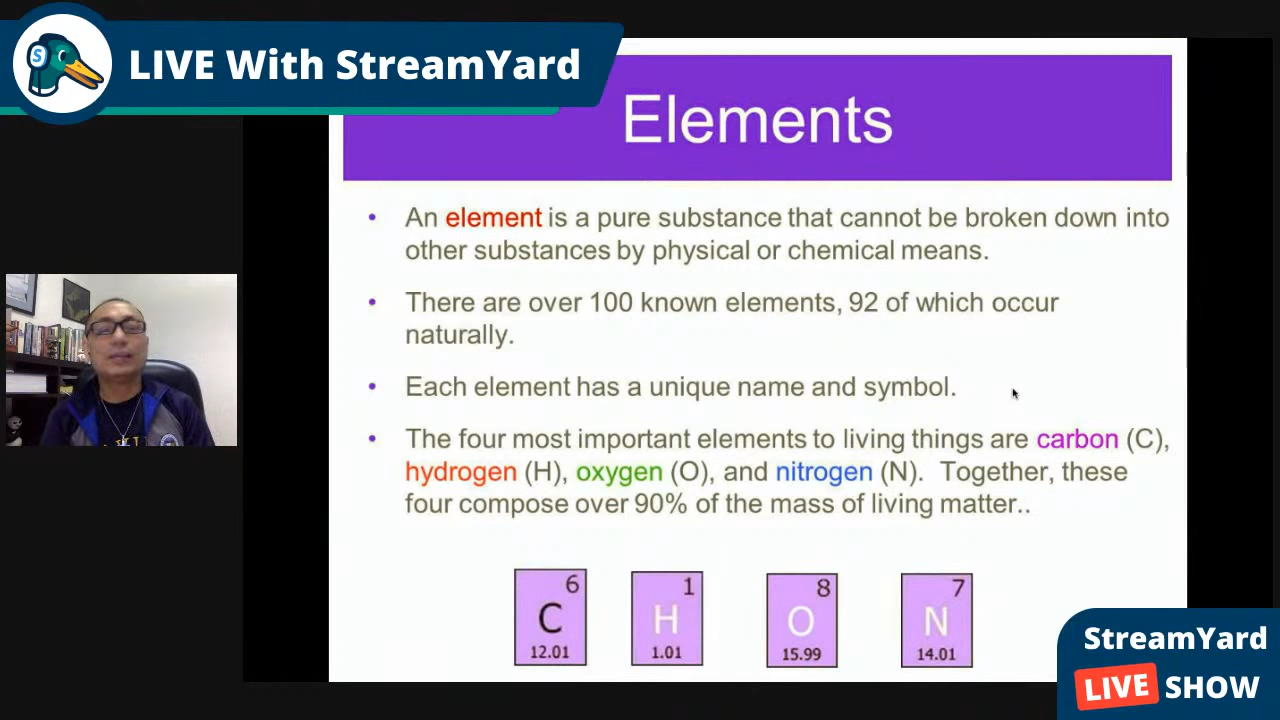 LIVE With StreamYard
Elements
An element is a pure substance that cannot be broken down into
other substances by physical or chemical means.
There are over 100 known elements, 92 of which occur
naturally.
Each element has a unique name and symbol.
The four most important elements to living things are carbon (C),
hydrogen (H), oxygen (O), and nitrogen (N). Together, these
four compose over 90% of the mass of living matter..
6
C
12.01
1
H
1.01
8
O
15.99
7
N
14.01
StreamYard
LIVE SHOW